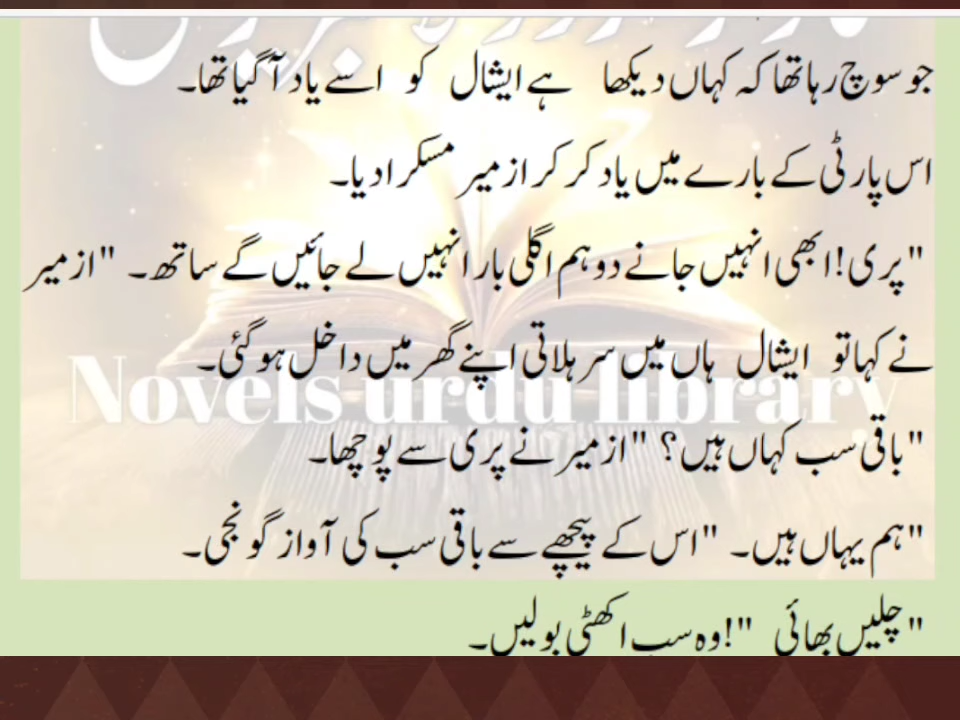 جو سوچ رہا تھا کہ کہاں دیکھا ہے ایشال کو اسے یاد آ گیا تھا۔
اس پارٹی کے بارے میں یاد کر کر ازمیر مسکرا دیا۔
"پری! ابھی انہیں جانے دو ہم اگلی بار انہیں لے جائیں گے ساتھ۔ "ازمیر
نے کہا تو ایشال ہاں میں سر ہلاتی اپنے گھر میں داخل ہو گئی۔
Novels urdu library
"باقی سب کہاں ہیں؟ "ازمیر نے پری سے پوچھا۔
"ہم یہاں ہیں۔ "اس کے پیچھے سے باقی سب کی آواز گونجی۔
"چلیں بھائی "!وہ سب اکھٹی بولیں۔